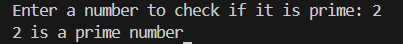 Enter a number to check if it is prime: 2
2 is a prime number